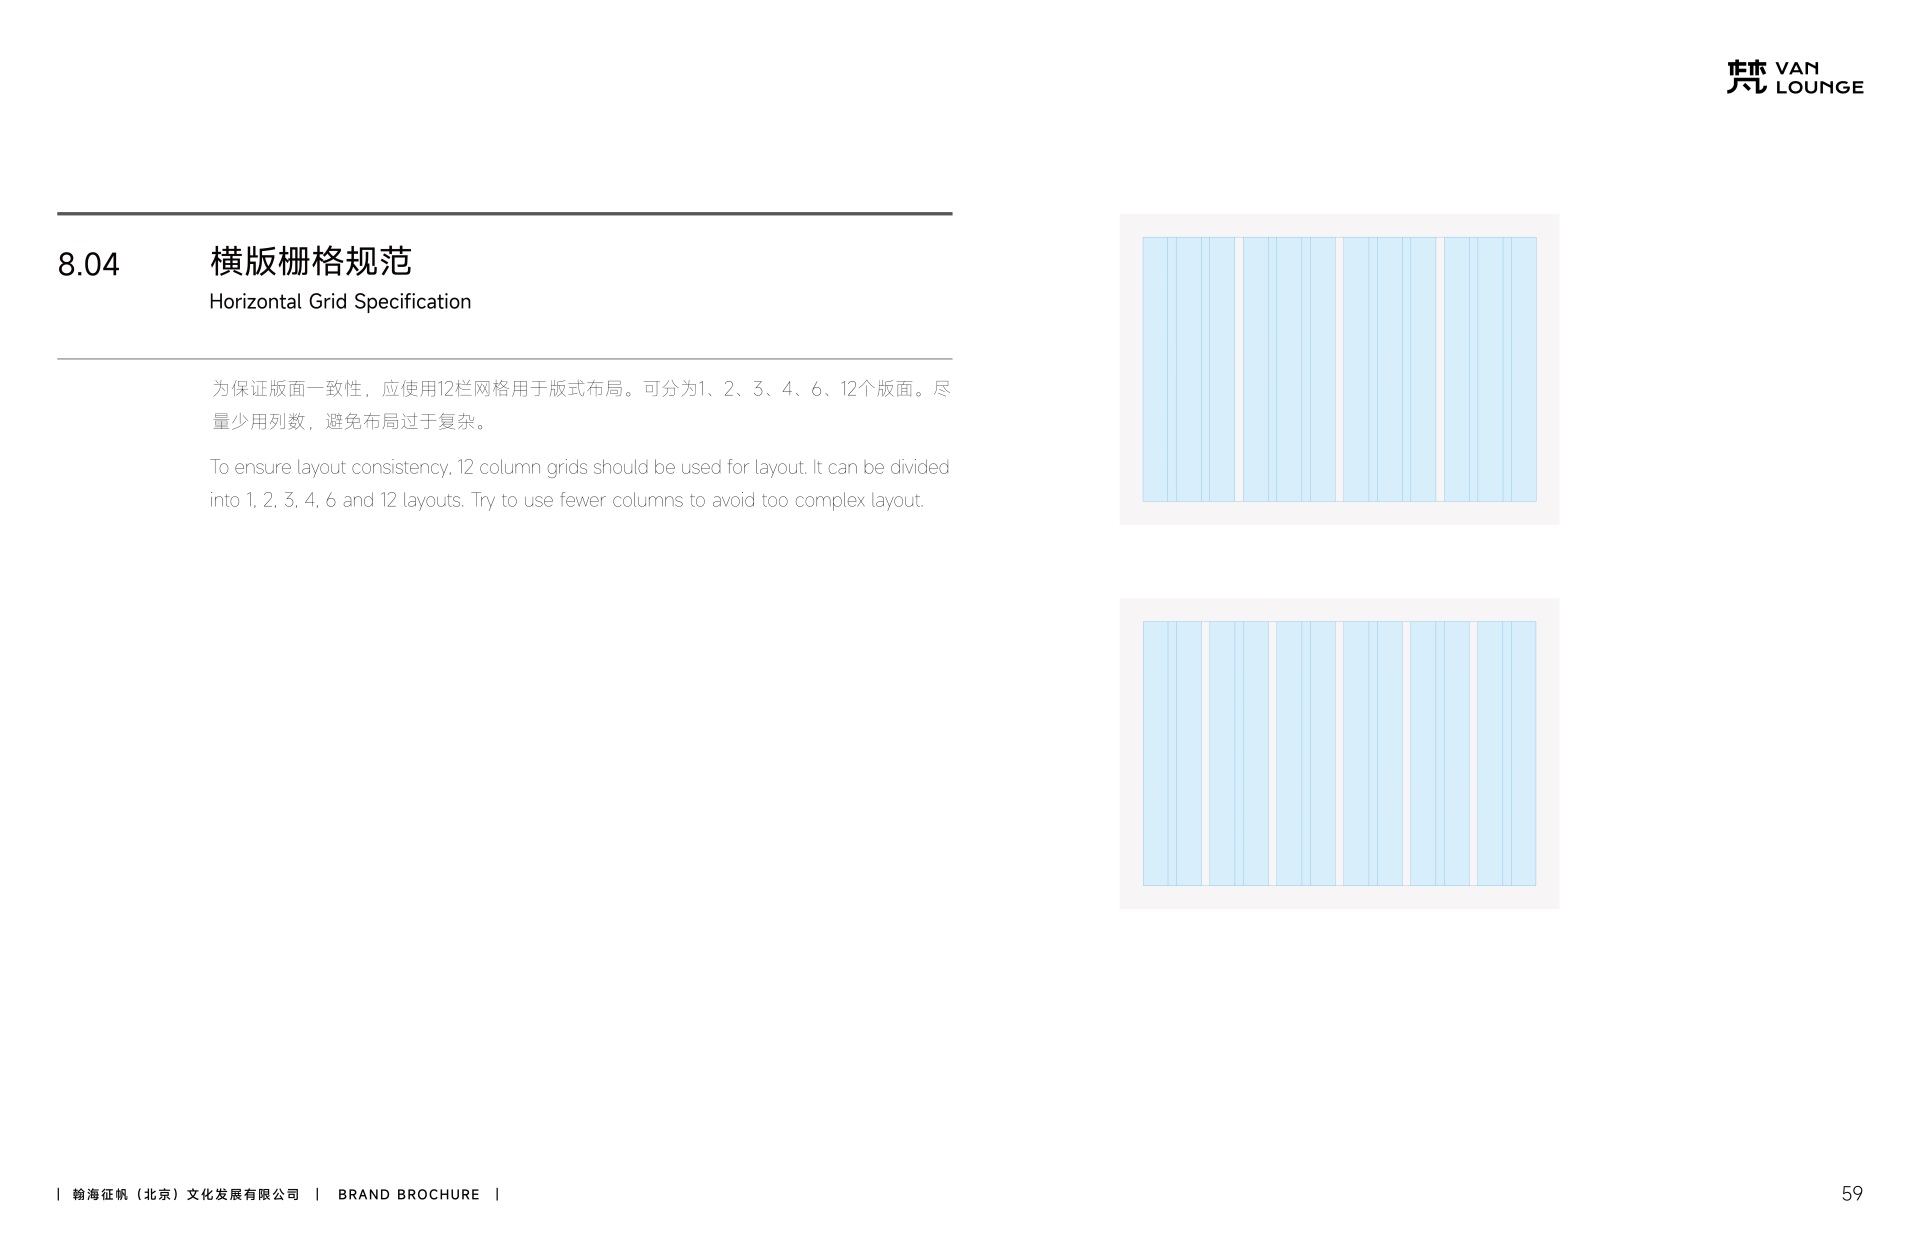 梵 VAN
LOUNGE
8.04
横版栅格规范
Horizontal Grid Specification
为保证版面一致性，应使用12栏网格用于版式布局。可分为1、2、3、4、6、12个版面。尽
量少用列数，避免布局过于复杂。
To ensure layout consistency, 12 column grids should be used for layout. It can be divided
into 1, 2, 3, 4, 6 and 12 layouts. Try to use fewer columns to avoid too complex layout.
| 翰海征帆（北京）文化发展有限公司 | BRAND BROCHURE |
59